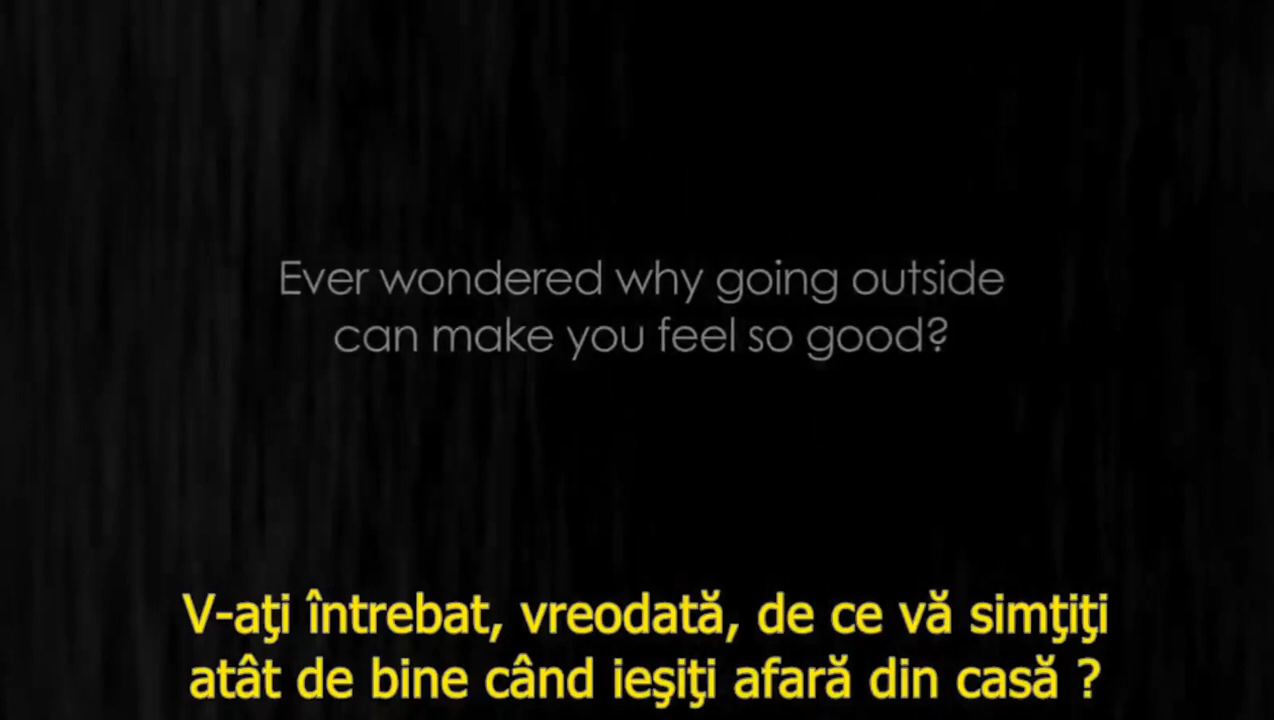 Ever wondered why going outside
can make you feel so good?
V-aţi întrebat, vreodată, de ce vă simţiţi
atât de bine când ieşiţi afară din casă ?